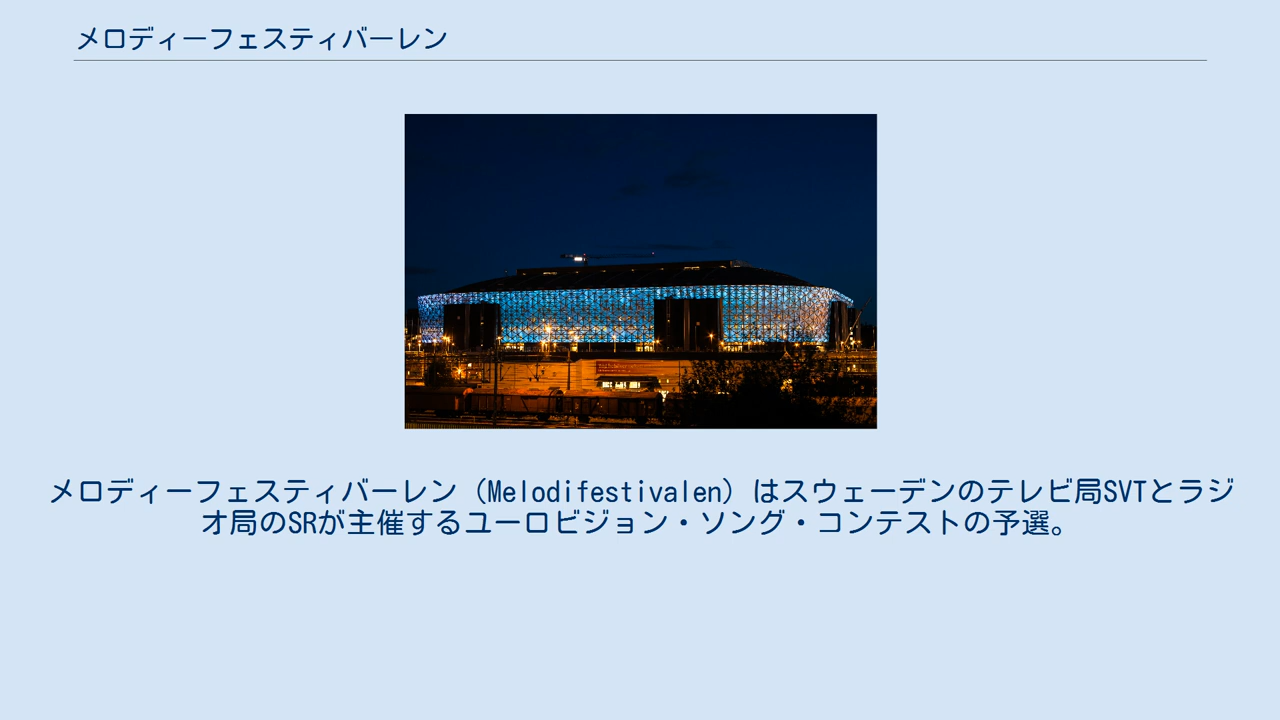 メロディーフェスティバーレン
メロディーフェスティバーレン（Melodifestivalen）はスウェーデンのテレビ局SVTとラジ
オ局のSRが主催するユーロビジョン・ソング・コンテストの予選。